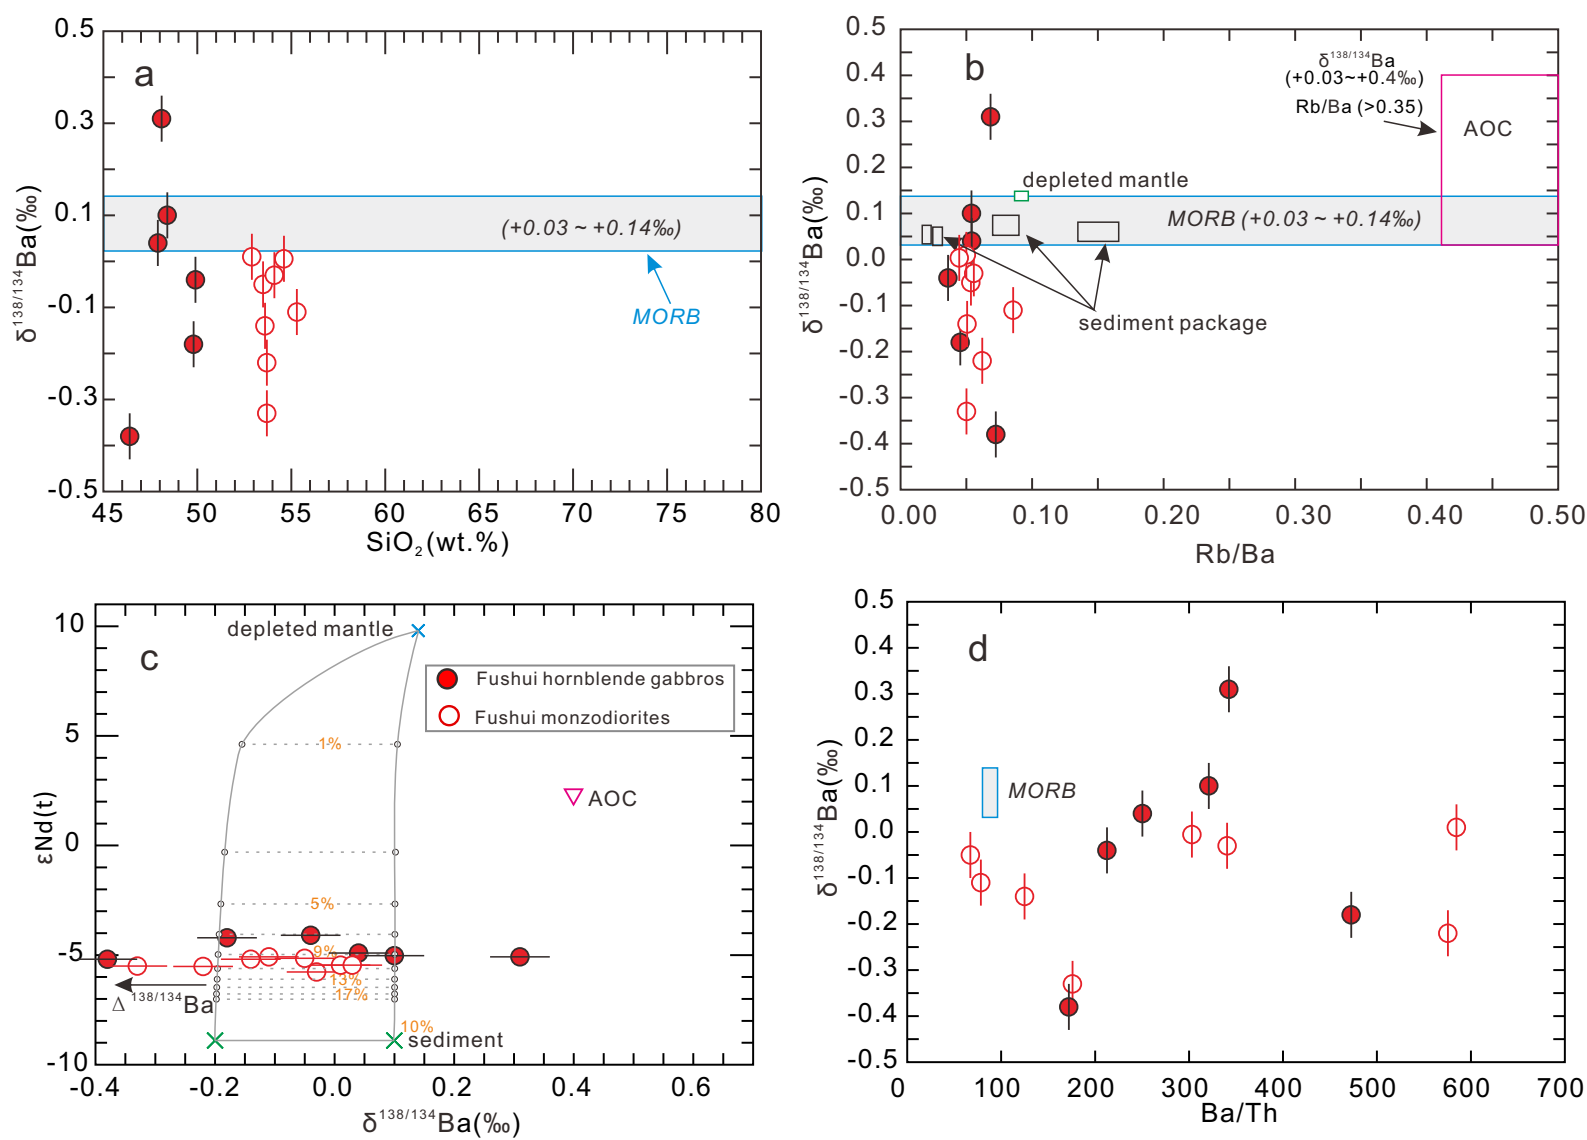 a
0.5
0.3
0.1
-0.1
-0.3
-0.5
δ138/134Ba(‰)
(+0.03 ~ +0.14‰)
MORB
45
50
55
60
65
70
75
80
SiO₂(wt.%)
b
0.5
0.4
0.3
0.2
0.1
0.0
-0.1
-0.2
-0.3
-0.4
-0.5
δ138/134Ba(‰)
δ138/134Ba
(+0.03~+0.4‰)
Rb/Ba (>0.35)
AOC
depleted mantle
MORB (+0.03 ~ +0.14‰)
sediment package
0.00
0.10
0.20
0.30
0.40
0.50
Rb/Ba
c
10
5
0
-5
-10
εNd(t)
depleted mantle
Fushui hornblende gabbros
Fushui monzodiorites
1%
AOC
5%
9%
13%
17%
Δ138/134Ba
10%
sediment
-0.4
-0.2
0.0
0.2
0.4
0.6
δ138/134Ba(‰)
d
0.5
0.4
0.3
0.2
0.1
0.0
-0.1
-0.2
-0.3
-0.4
-0.5
δ138/134Ba(‰)
MORB
0
100
200
300
400
500
600
700
Ba/Th